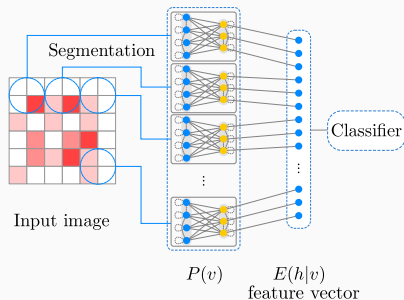 Segmentation
Classifier
Input image
P(v)
E(h|v)
feature vector